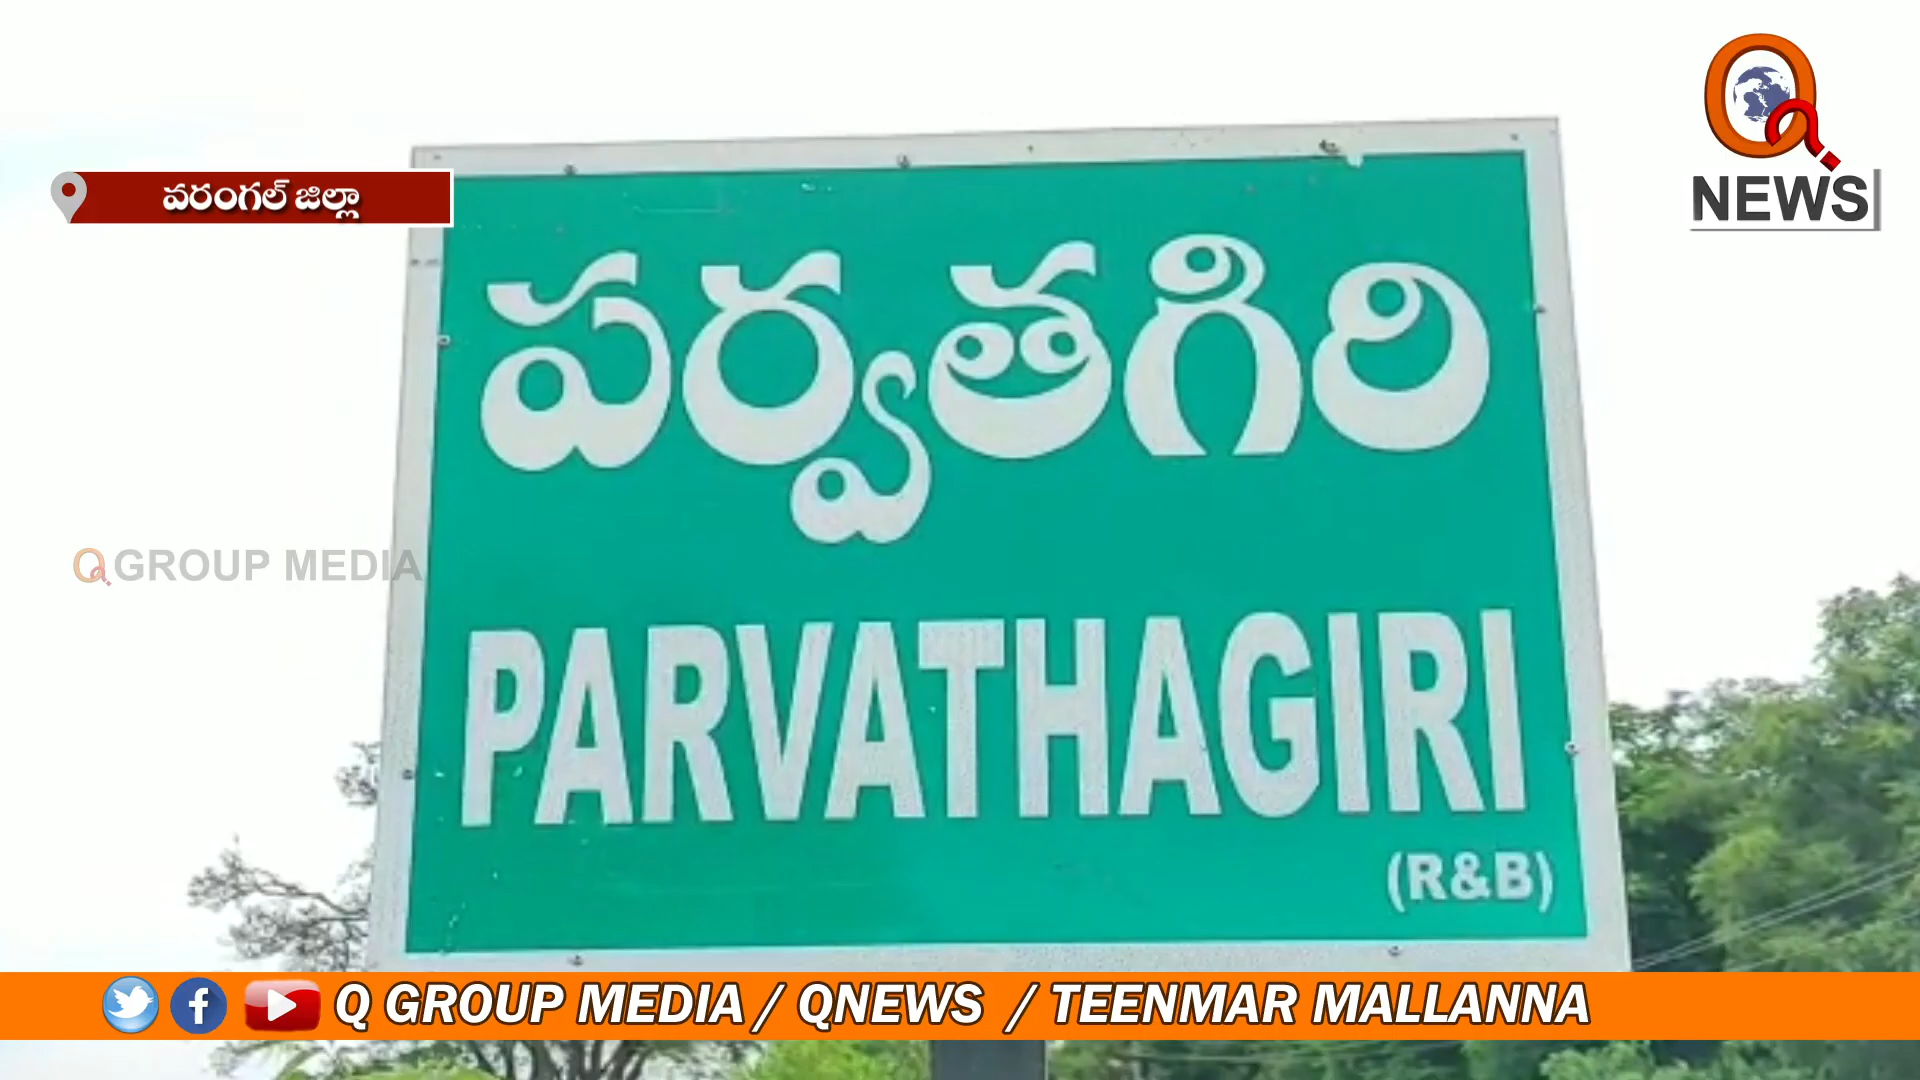 Q
NEWS
వరంగల్ జిల్లా
పర్వతగిరి
Q GROUP MEDIA
PARVATHAGIRI
(R&B)
Q GROUP MEDIA / QNEWS / TEENMAR MALLANNA